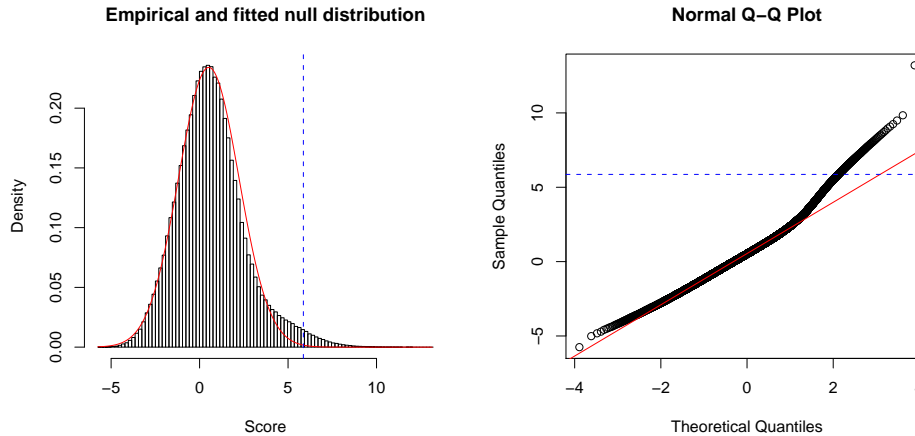 Empirical and fitted null distribution
Density
0.00
0.05
0.10
0.15
0.20
−5
0
5
10
Score
Normal Q−Q Plot
Sample Quantiles
−5
0
5
10
−4
−2
0
2
Theoretical Quantiles